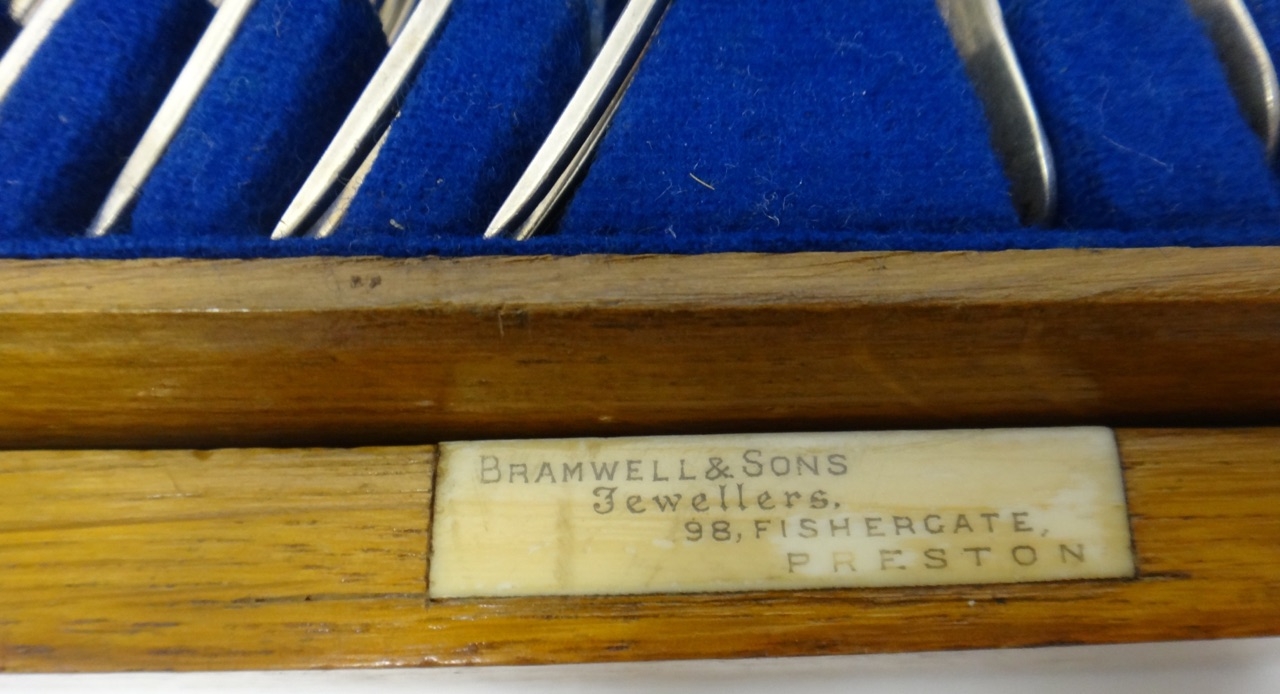 BRAMWELL & SONS
Jewellers,
98, FISHERGATE,
PRESTON